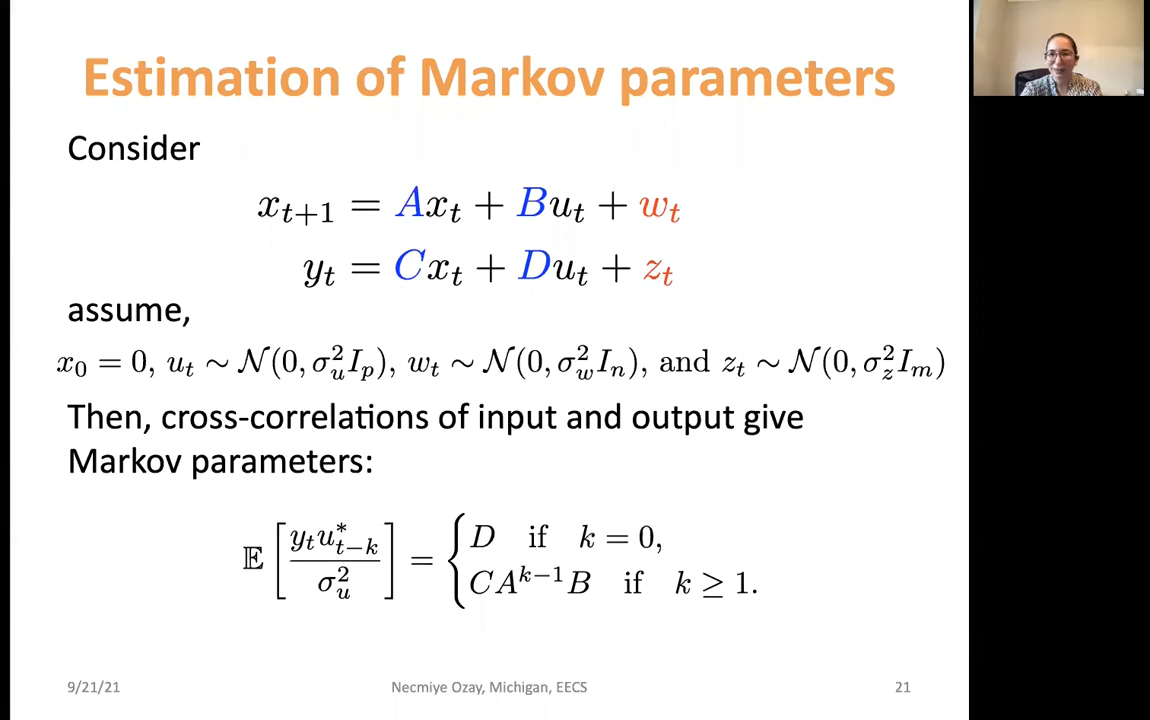 Estimation of Markov parameters
Consider
x_{t+1} = Ax_t + Bu_t + w_t
y_t = Cx_t + Du_t + z_t
assume,
x_0 = 0, u_t ∼ 𝒩(0, σ_u^2 I_p), w_t ∼ 𝒩(0, σ_w^2 I_n), and z_t ∼ 𝒩(0, σ_z^2 I_m)
Then, cross-correlations of input and output give
Markov parameters:
𝔼 [ \frac{y_t u_{t-k}^*}{σ_u^2} ] = { D if k = 0,
CA^{k-1}B if k ≥ 1.
9/21/21 Necmiye Ozay, Michigan, EECS 21